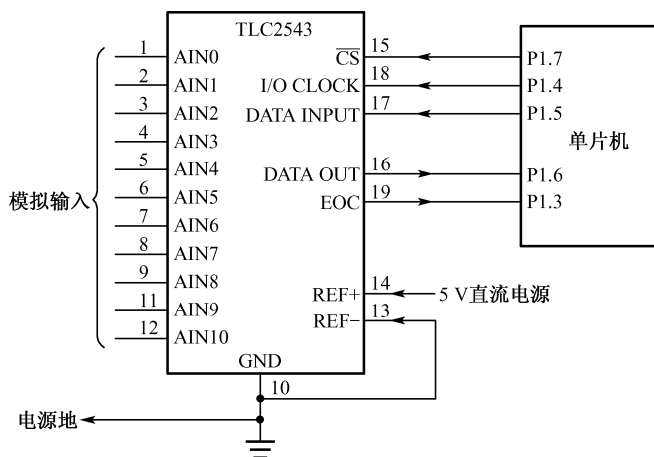 TLC2543
1 AIN0 CS 15 P1.7
2 AIN1 I/O CLOCK 18 P1.4
3 AIN2 DATA INPUT 17 P1.5
4 AIN3 单片机
5 AIN4 DATA OUT 16 P1.6
6 AIN5 EOC 19 P1.3
模拟输入
7 AIN6
8 AIN7
9 AIN8 REF+ 14 5 V直流电源
11 AIN9 REF− 13
12 AIN10
GND
10
电源地